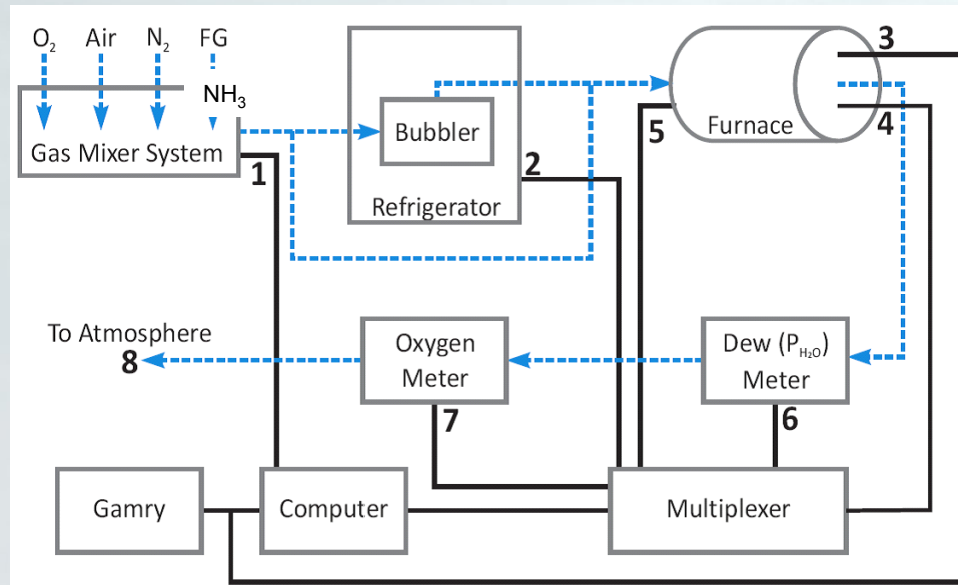 O₂ Air N₂ FG
NH₃
Gas Mixer System
1
Bubbler
2
Refrigerator
3
4
5
Furnace
To Atmosphere
8
Oxygen
Meter
7
Dew (P_H₂O)
Meter
6
Gamry
Computer
Multiplexer